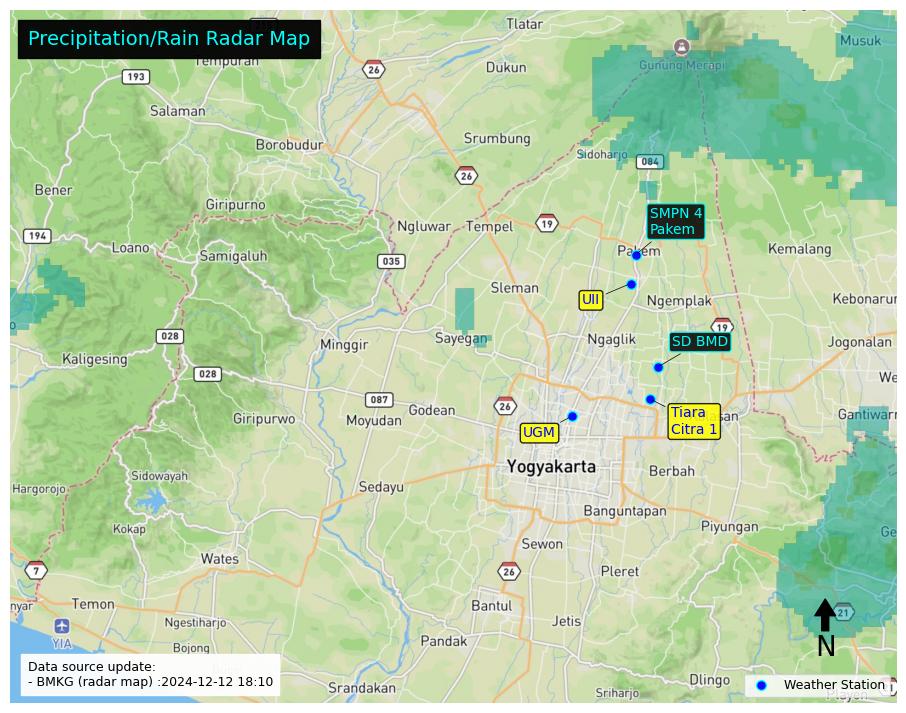 Precipitation/Rain Radar Map
Tlatar
Musuk
Tempuran
26
Gunung Merapi
Dukun
193
Salaman
Srumbung
Borobudur
Sidoharjo
084
26
Bener
Giripurno
SMPN 4
Pakem
Ngluwar
Tempel
19
194
Loano
Samigaluh
035
Pakem
Kemalang
Sleman
UII
Ngemplak
Kebonarun
19
028
Minggir
Sayegan
Ngaglik
SD BMD
Jogonalan
Kaligesing
028
087
Godean
26
Giripurwo
Moyudan
Tiara
Citra 1
Gantiwarn
UGM
Yogyakarta
Berbah
Sidowayah
Hargorojo
Sedayu
Banguntapan
Kokap
Piyungan
Sewon
Wates
7
26
Pleret
Temon
Bantul
21
Ngestiharjo
Jetis
YIA
Pandak
Bojong
N
Data source update:
- BMKG (radar map) :2024-12-12 18:10
Srandakan
Dlingo
Sriharjo
Weather Station
Playen